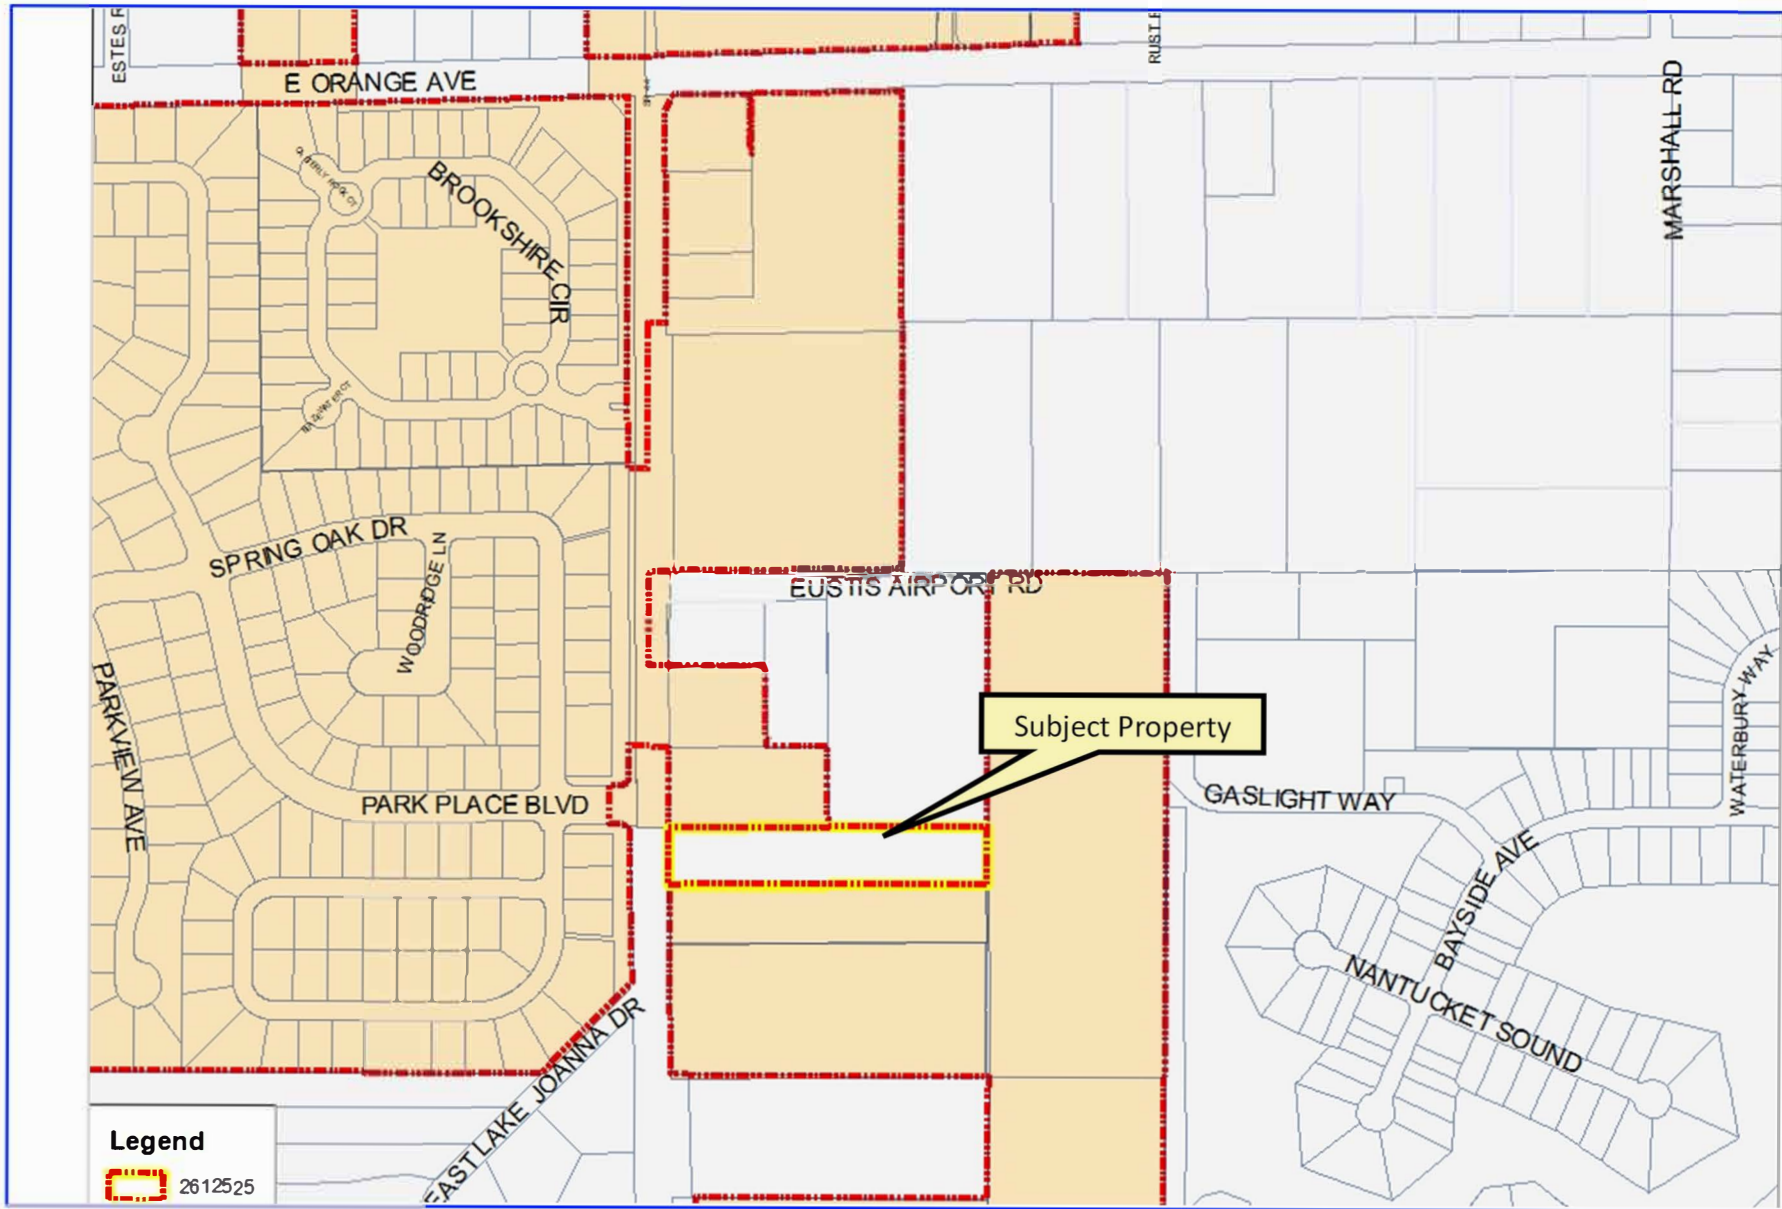 ESTES R
E ORANGE AVE
MARSHALL RD
BROOKSHIRE CIR
SPRING OAK DR
WOODRIDGE LN
EUSTIS AIRPORT RD
PARKVIEW AVE
Subject Property
PARK PLACE BLVD
GASLIGHT WAY
WATERBURY WAY
BAYSIDE AVE
NANTUCKET SOUND
EAST LAKE JOANNA DR
Legend
2612525